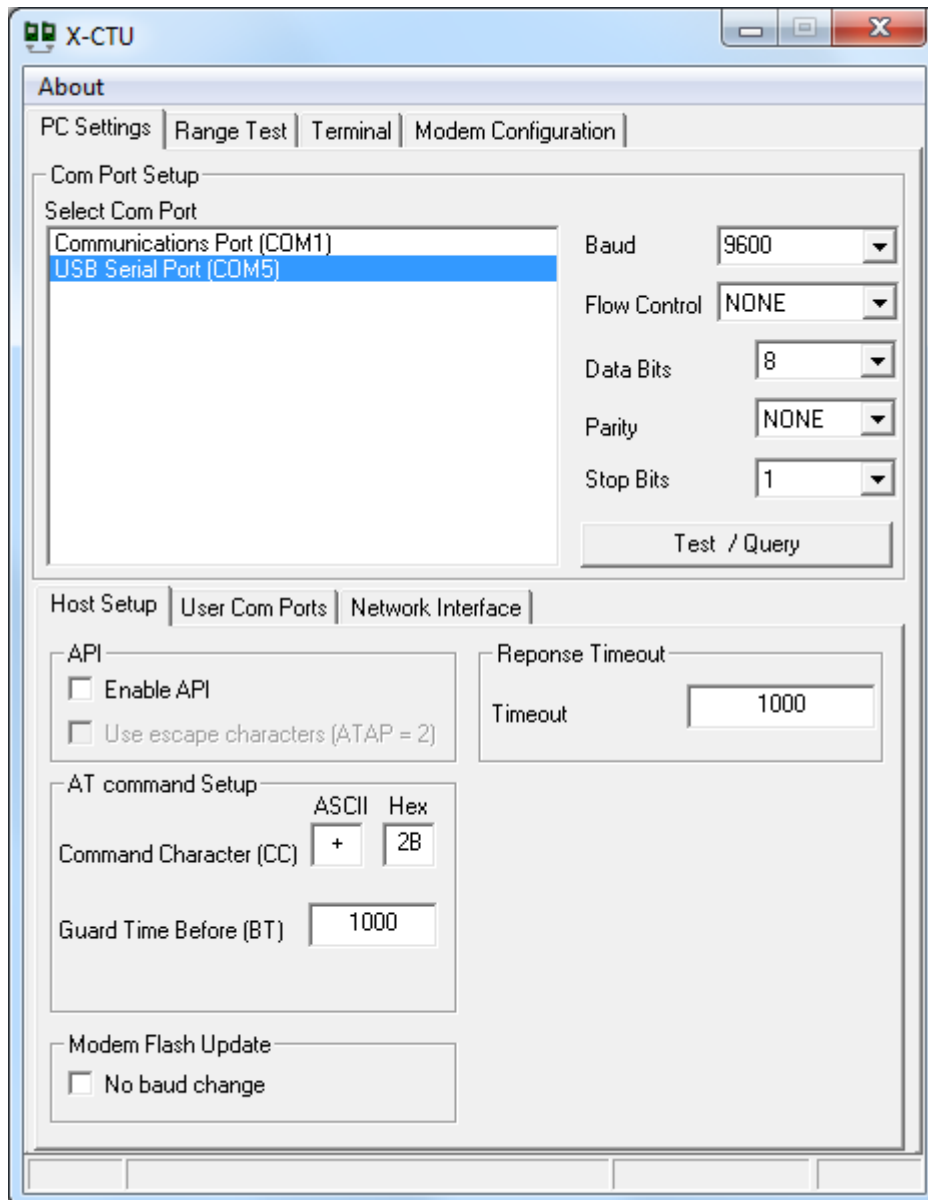 X-CTU
About
PC Settings Range Test Terminal Modem Configuration
Com Port Setup
Select Com Port
Communications Port (COM1)
USB Serial Port (COM5)
Baud 9600
Flow Control NONE
Data Bits 8
Parity NONE
Stop Bits 1
Test / Query
Host Setup User Com Ports Network Interface
API
Enable API
Use escape characters (ATAP = 2)
Reponse Timeout
Timeout 1000
AT command Setup
ASCII Hex
Command Character (CC) + 2B
Guard Time Before (BT) 1000
Modem Flash Update
No baud change